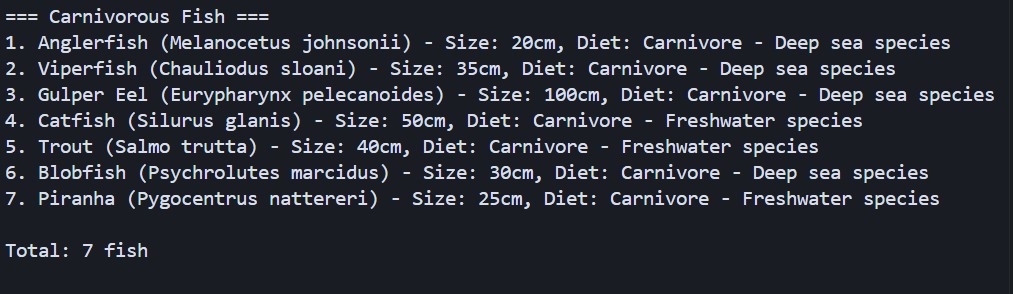 === Carnivorous Fish ===
1. Anglerfish (Melanocetus johnsonii) - Size: 20cm, Diet: Carnivore - Deep sea species
2. Viperfish (Chauliodus sloani) - Size: 35cm, Diet: Carnivore - Deep sea species
3. Gulper Eel (Eurypharynx pelecanoides) - Size: 100cm, Diet: Carnivore - Deep sea species
4. Catfish (Silurus glanis) - Size: 50cm, Diet: Carnivore - Freshwater species
5. Trout (Salmo trutta) - Size: 40cm, Diet: Carnivore - Freshwater species
6. Blobfish (Psychrolutes marcidus) - Size: 30cm, Diet: Carnivore - Deep sea species
7. Piranha (Pygocentrus nattereri) - Size: 25cm, Diet: Carnivore - Freshwater species
Total: 7 fish